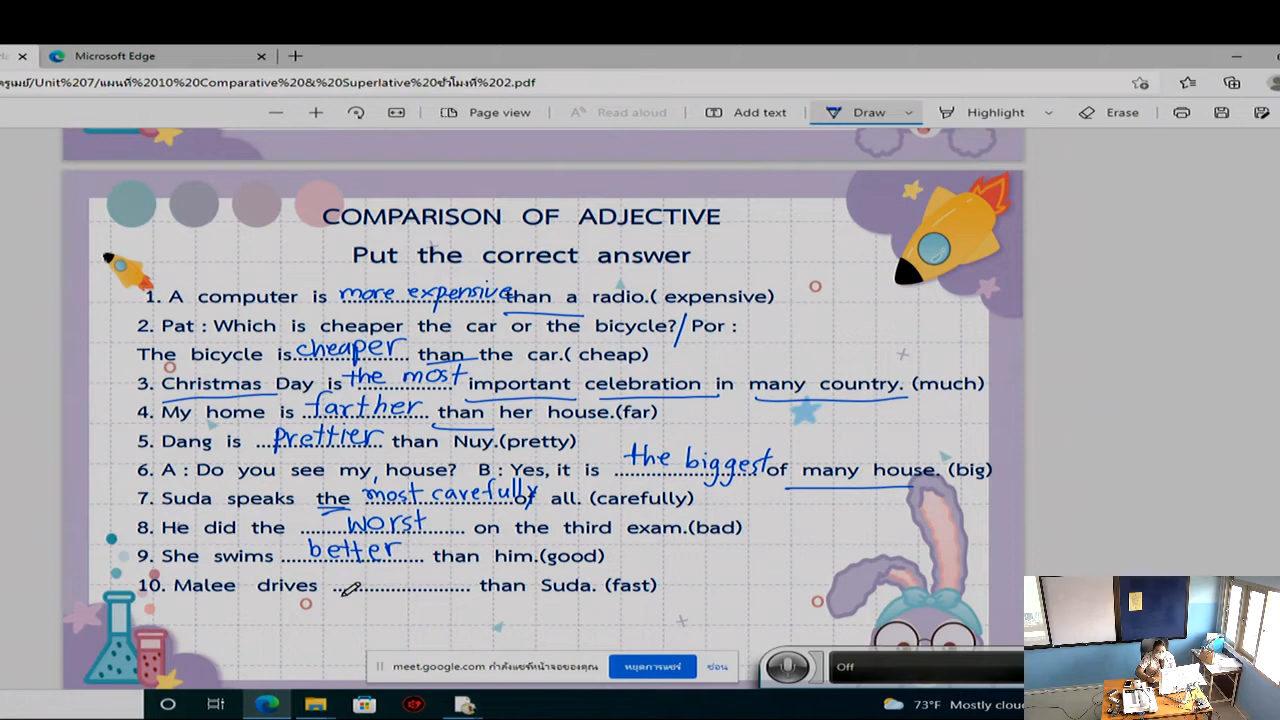 Microsoft Edge
ครูเมย์/Unit%207/แผนที่%2010%20Comparative%20&%20Superlative%20ชั่วโมงที่%202.pdf
Page view Read aloud Add text Draw Highlight Erase
COMPARISON OF ADJECTIVE
Put the correct answer
1. A computer is more expensive than a radio.( expensive)
2. Pat : Which is cheaper the car or the bicycle?/ Por :
The bicycle is cheaper than the car.( cheap)
3. Christmas Day is the most important celebration in many country. (much)
4. My home is farther than her house.(far)
5. Dang is prettier than Nuy.(pretty)
6. A : Do you see my house? B : Yes, it is the biggest of many house. (big)
7. Suda speaks the most carefully of all. (carefully)
8. He did the worst on the third exam.(bad)
9. She swims better than him.(good)
10. Malee drives ........................ than Suda. (fast)
meet.google.com กำลังแชร์หน้าจอของคุณ หยุดการแชร์ ซ่อน
Off
73°F Mostly clou